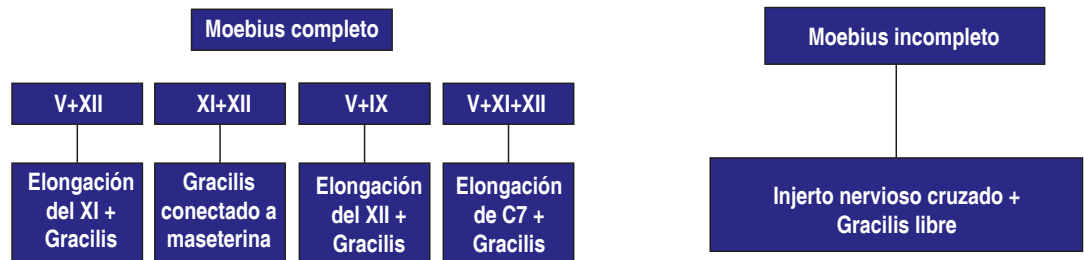 Moebius completo
V+XII
XI+XII
V+IX
V+XI+XII
Elongación
del XI +
Gracilis
Gracilis
conectado a
maseterina
Elongación
del XII +
Gracilis
Elongación
de C7 +
Gracilis
Moebius incompleto
Injerto nervioso cruzado +
Gracilis libre